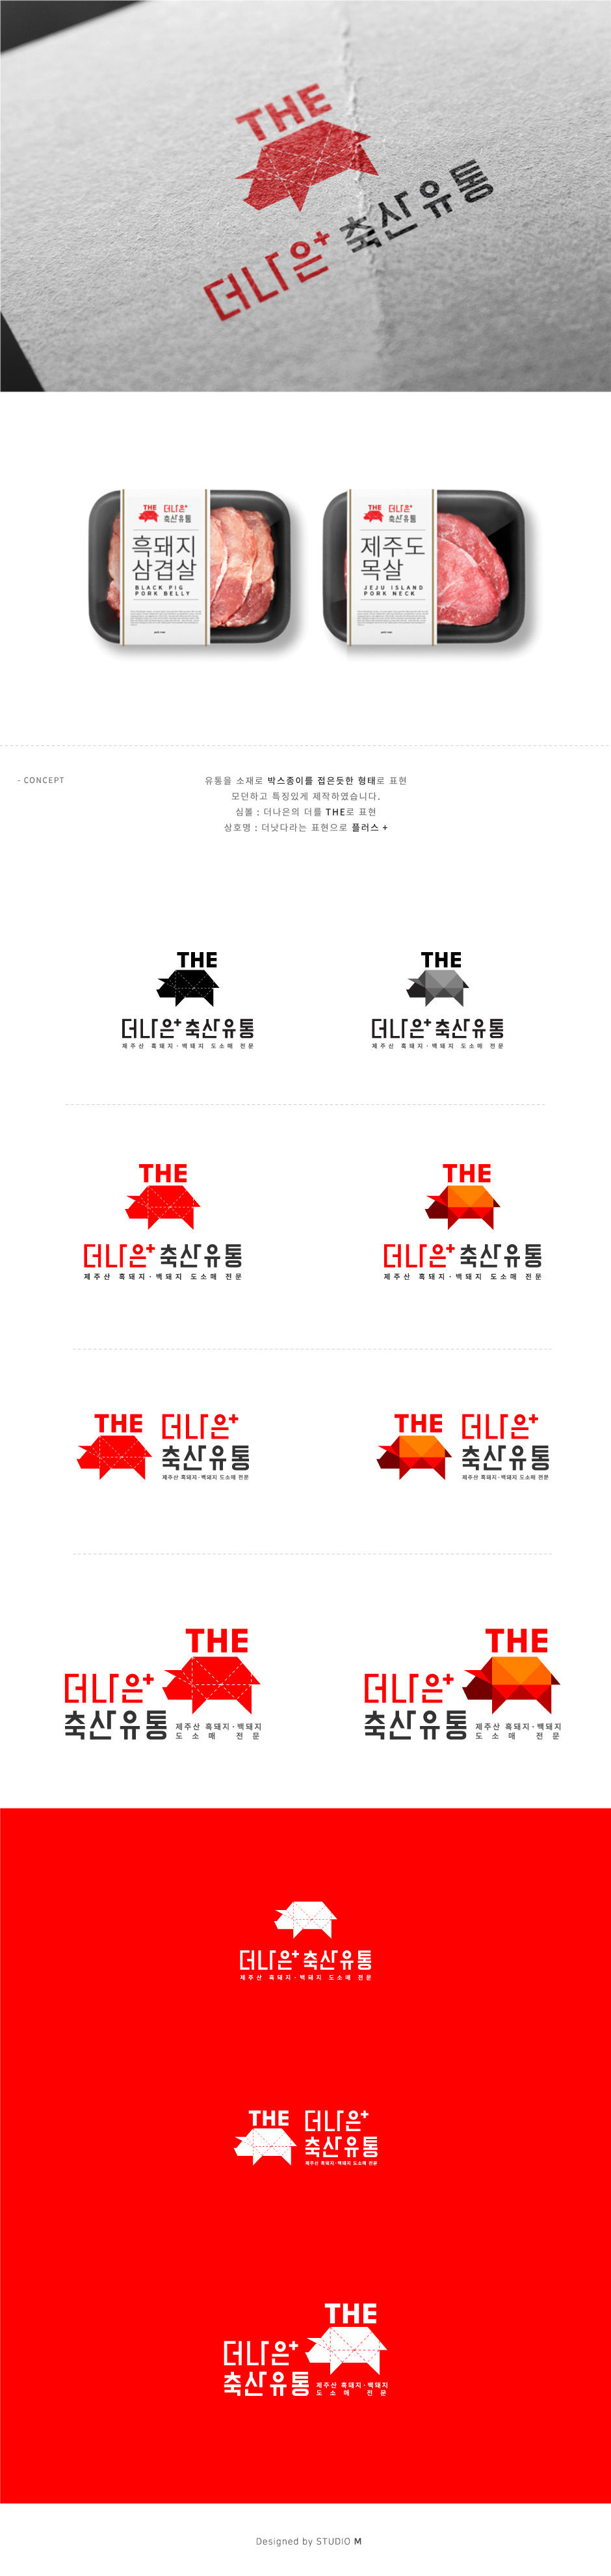 THE
더나은+ 축산유통
THE 더나은+
축산유통
흑돼지
삼겹살
BLACK PIG
PORK BELLY
THE 더나은+
축산유통
제주도
목살
JEJU ISLAND
PORK NECK
- CONCEPT
유통을 소재로 박스종이를 접은듯한 형태로 표현
모던하고 특징있게 제작하였습니다.
심볼 : 더나은의 더를 THE로 표현
상호명 : 더낫다라는 표현으로 플러스 +
THE
더나은+축산유통
제주산 흑돼지·백돼지 도소매 전문
THE
더나은+축산유통
제주산 흑돼지·백돼지 도소매 전문
THE
더나은+축산유통
제주산 흑돼지·백돼지 도소매 전문
THE
더나은+축산유통
제주산 흑돼지·백돼지 도소매 전문
THE 더나은+
축산유통
제주산 흑돼지·백돼지 도소매 전문
THE 더나은+
축산유통
제주산 흑돼지·백돼지 도소매 전문
THE
더나은+
축산유통 제주산 흑돼지·백돼지
도 소 매 전 문
THE
더나은+
축산유통 제주산 흑돼지·백돼지
도 소 매 전 문
더나은+축산유통
제주산 흑돼지·백돼지 도소매 전문
THE 더나은+
축산유통
제주산 흑돼지·백돼지 도소매 전문
THE
더나은+
축산유통 제주산 흑돼지·백돼지
도 소 매 전 문
Designed by STUDIO M